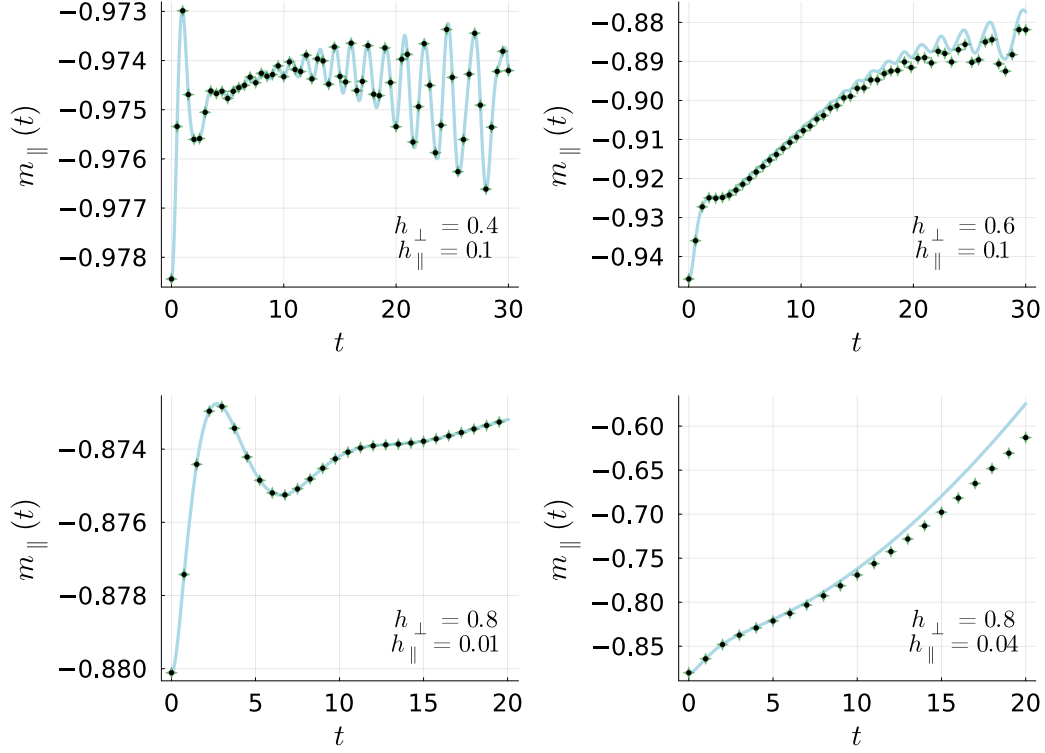 −0.973
−0.974
−0.975
−0.976
−0.977
−0.978
m∥(t)
h⊥ = 0.4
h∥ = 0.1
0 10 20 30
t
−0.88
−0.89
−0.90
−0.91
−0.92
−0.93
−0.94
m∥(t)
h⊥ = 0.6
h∥ = 0.1
0 10 20 30
t
−0.874
−0.876
−0.878
−0.880
m∥(t)
h⊥ = 0.8
h∥ = 0.01
0 5 10 15 20
t
−0.60
−0.65
−0.70
−0.75
−0.80
−0.85
m∥(t)
h⊥ = 0.8
h∥ = 0.04
0 5 10 15 20
t